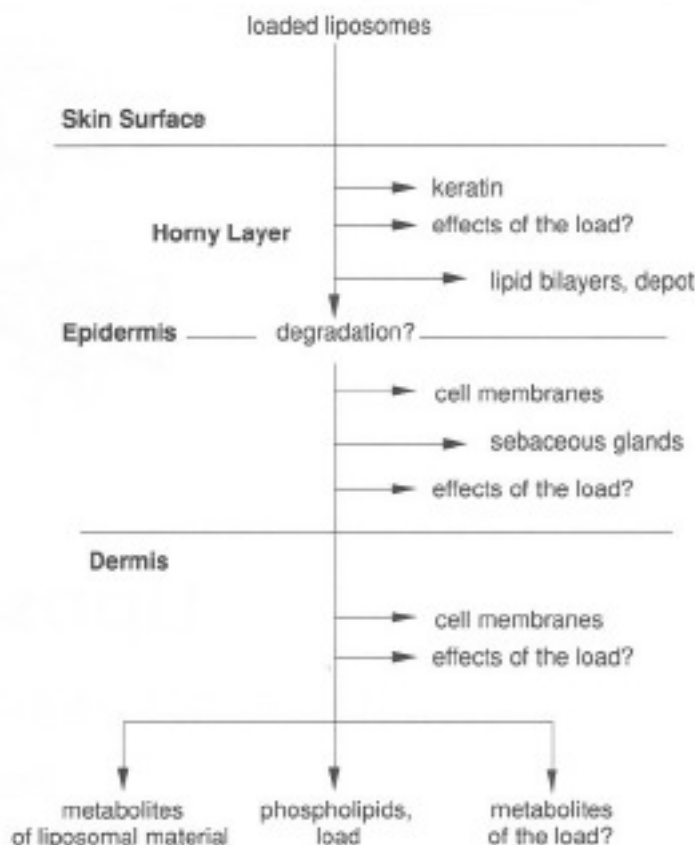 loaded liposomes
Skin Surface
keratin
Horny Layer
effects of the load?
lipid bilayers, depot
Epidermis
degradation?
cell membranes
sebaceous glands
effects of the load?
Dermis
cell membranes
effects of the load?
metabolites
of liposomal material
phospholipids,
load
metabolites
of the load?